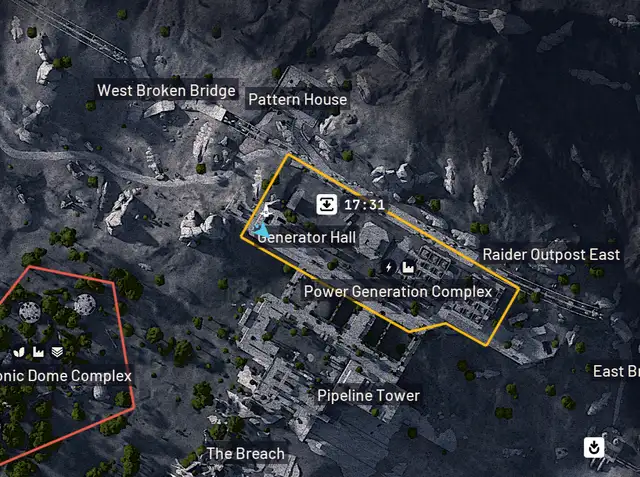 West Broken Bridge
Pattern House
17:31
Generator Hall
Raider Outpost East
Power Generation Complex
onic Dome Complex
East Br
Pipeline Tower
The Breach